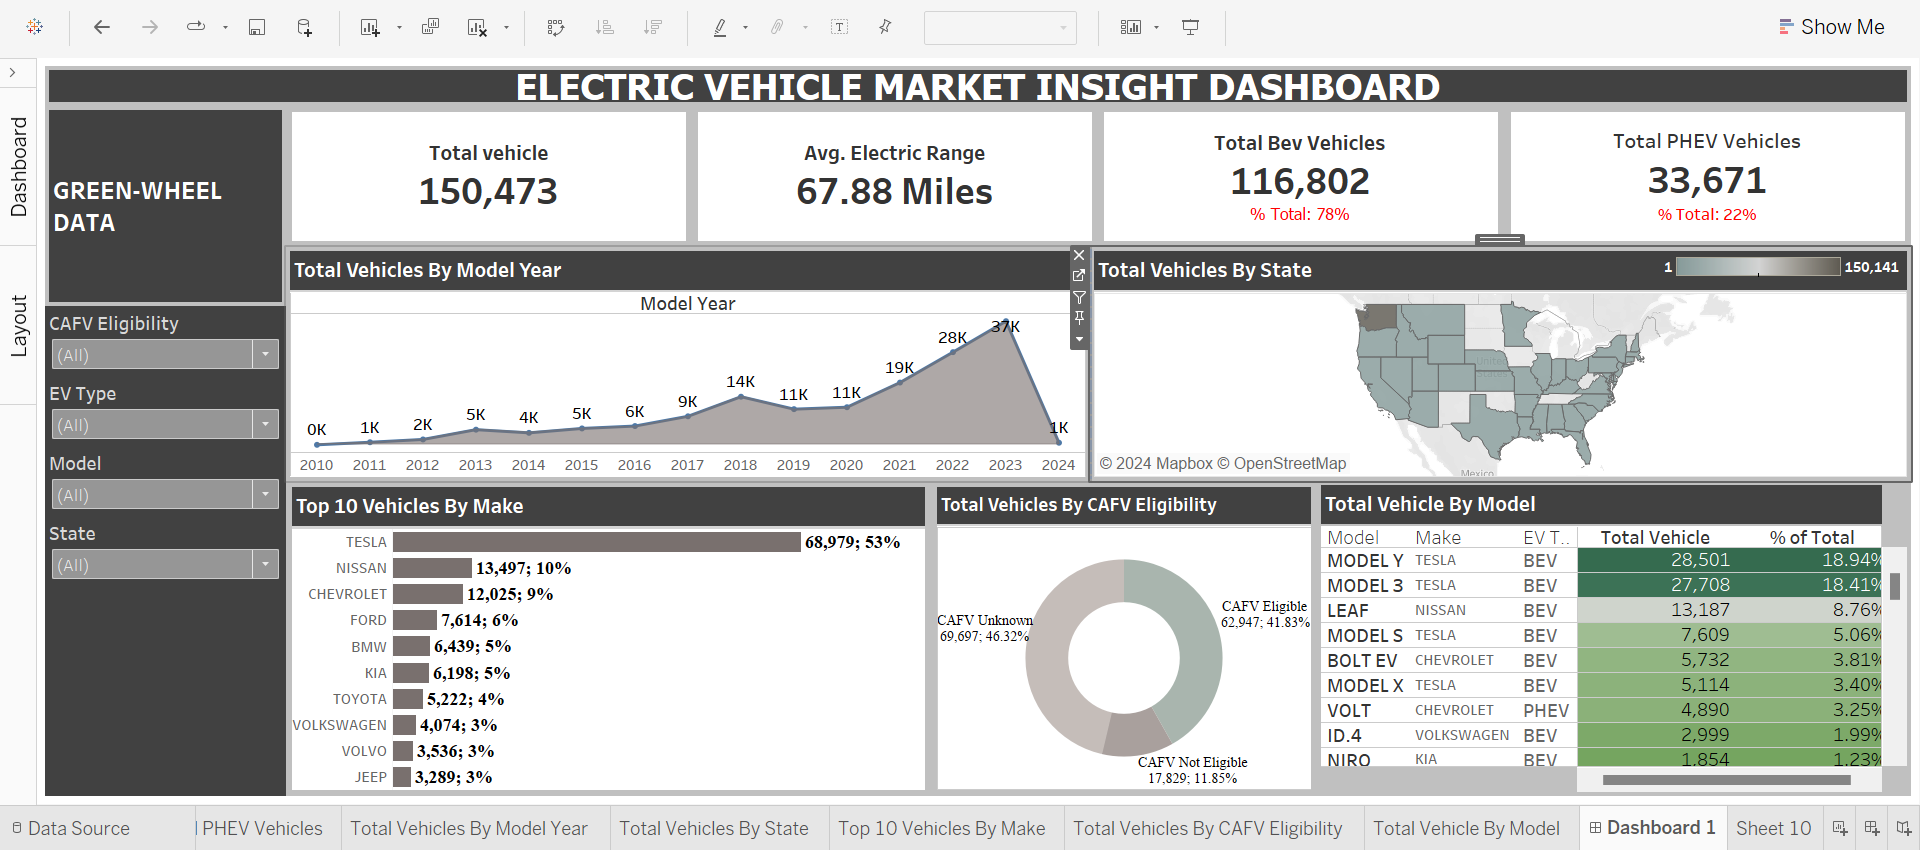 Show Me
Dashboard
Layout
ELECTRIC VEHICLE MARKET INSIGHT DASHBOARD
GREEN-WHEEL
DATA
Total vehicle
150,473
Avg. Electric Range
67.88 Miles
Total Bev Vehicles
116,802
% Total: 78%
Total PHEV Vehicles
33,671
% Total: 22%
CAFV Eligibility
(All)
EV Type
(All)
Model
(All)
State
(All)
Total Vehicles By Model Year
Model Year
0K 1K 2K 5K 4K 5K 6K 9K 14K 11K 11K 19K 28K 37K 1K
2010 2011 2012 2013 2014 2015 2016 2017 2018 2019 2020 2021 2022 2023 2024
Total Vehicles By State
1 150,141
United
States
Mexico
© 2024 Mapbox © OpenStreetMap
Top 10 Vehicles By Make
TESLA 68,979; 53%
NISSAN 13,497; 10%
CHEVROLET 12,025; 9%
FORD 7,614; 6%
BMW 6,439; 5%
KIA 6,198; 5%
TOYOTA 5,222; 4%
VOLKSWAGEN 4,074; 3%
VOLVO 3,536; 3%
JEEP 3,289; 3%
Total Vehicles By CAFV Eligibility
CAFV Unknown
69,697; 46.32%
CAFV Eligible
62,947; 41.83%
CAFV Not Eligible
17,829; 11.85%
Total Vehicle By Model
Model Make EV T.. Total Vehicle % of Total
MODEL Y TESLA BEV 28,501 18.94%
MODEL 3 TESLA BEV 27,708 18.41%
LEAF NISSAN BEV 13,187 8.76%
MODEL S TESLA BEV 7,609 5.06%
BOLT EV CHEVROLET BEV 5,732 3.81%
MODEL X TESLA BEV 5,114 3.40%
VOLT CHEVROLET PHEV 4,890 3.25%
ID.4 VOLKSWAGEN BEV 2,999 1.99%
NIRO KIA BEV 1,854 1.23%
Data Source PHEV Vehicles Total Vehicles By Model Year Total Vehicles By State Top 10 Vehicles By Make Total Vehicles By CAFV Eligibility Total Vehicle By Model Dashboard 1 Sheet 10